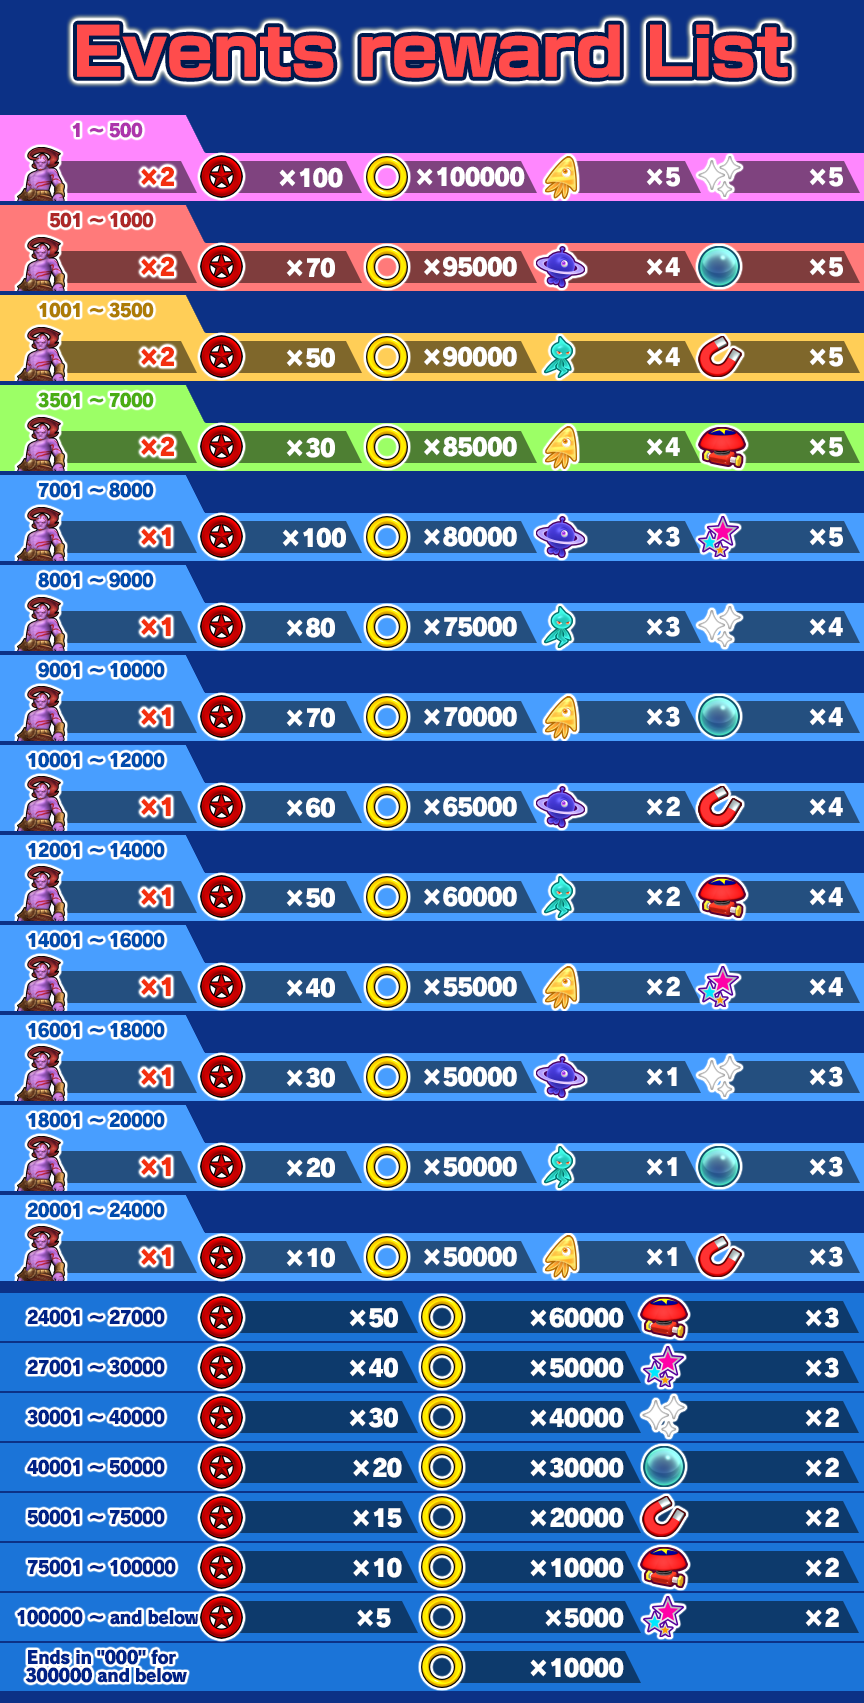 Events reward List
1 ~ 500
×2 ×100 ×100000 ×5 ×5
501 ~ 1000
×2 ×70 ×95000 ×4 ×5
1001 ~ 3500
×2 ×50 ×90000 ×4 ×5
3501 ~ 7000
×2 ×30 ×85000 ×4 ×5
7001 ~ 8000
×1 ×100 ×80000 ×3 ×5
8001 ~ 9000
×1 ×80 ×75000 ×3 ×4
9001 ~ 10000
×1 ×70 ×70000 ×3 ×4
10001 ~ 12000
×1 ×60 ×65000 ×2 ×4
12001 ~ 14000
×1 ×50 ×60000 ×2 ×4
14001 ~ 16000
×1 ×40 ×55000 ×2 ×4
16001 ~ 18000
×1 ×30 ×50000 ×1 ×3
18001 ~ 20000
×1 ×20 ×50000 ×1 ×3
20001 ~ 24000
×1 ×10 ×50000 ×1 ×3
24001 ~ 27000 ×50 ×60000 ×3
27001 ~ 30000 ×40 ×50000 ×3
30001 ~ 40000 ×30 ×40000 ×2
40001 ~ 50000 ×20 ×30000 ×2
50001 ~ 75000 ×15 ×20000 ×2
75001 ~ 100000 ×10 ×10000 ×2
100000 ~ and below ×5 ×5000 ×2
Ends in "000" for
300000 and below ×10000